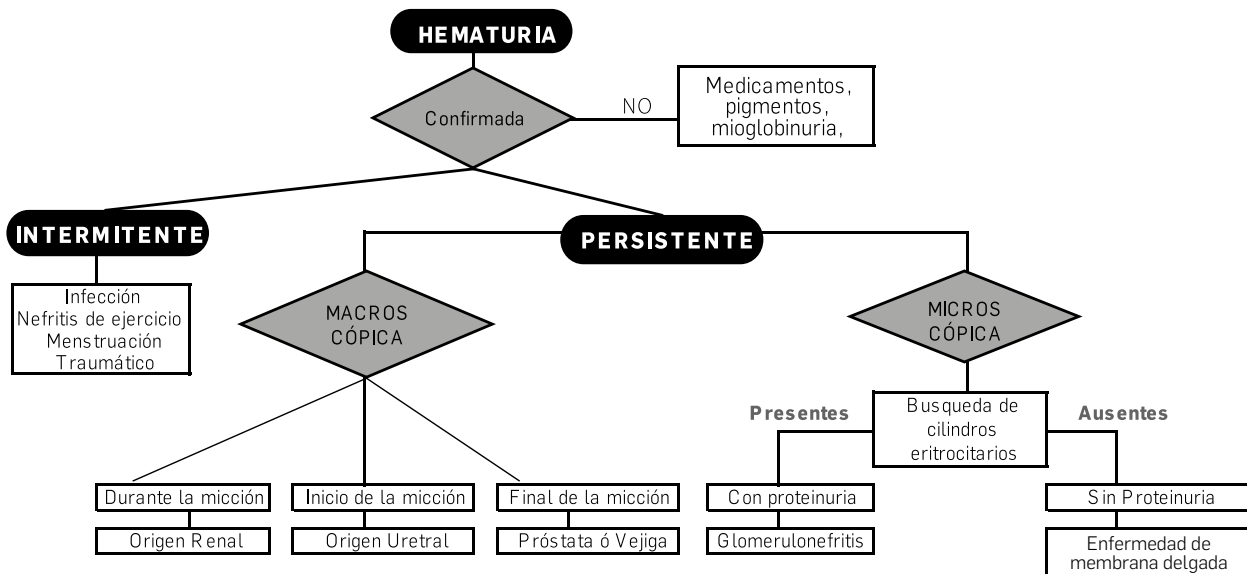 HEMATURIA
Confirmada
NO
Medicamentos,
pigmentos,
mioglobinuria,
INTERMITENTE
PERSISTENTE
Infección
Nefritis de ejercicio
Menstruación
Traumático
MACROS
CÓPICA
MICROS
CÓPICA
Presentes
Busqueda de
cilindros
eritrocitarios
Ausentes
Durante la micción
Inicio de la micción
Final de la micción
Con proteinuria
Sin Proteinuria
Origen Renal
Origen Uretral
Próstata ó Vejiga
Glomerulonefritis
Enfermedad de
membrana delgada